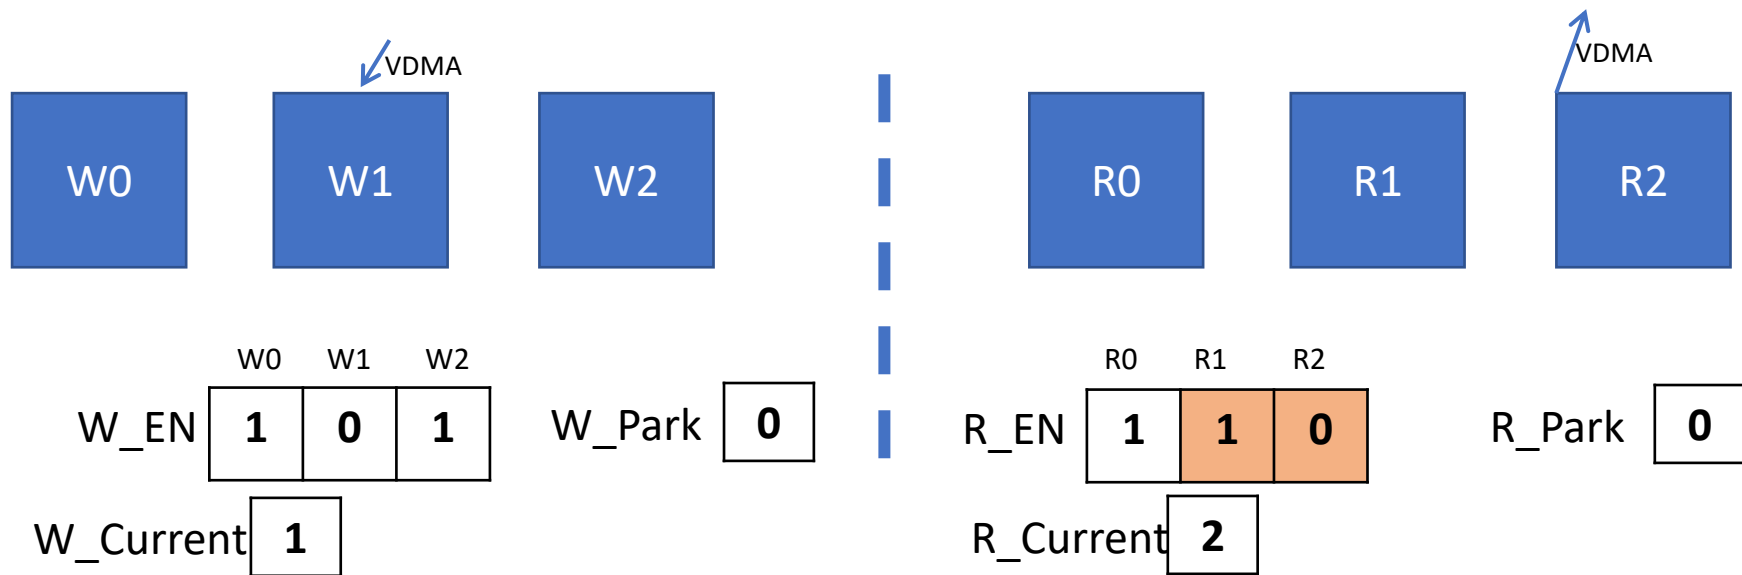 VDMA VDMA
W0 W1 W2 R0 R1 R2
W0 W1 W2 R0 R1 R2
W_EN 1 0 1 W_Park 0 R_EN 1 1 0 R_Park 0
W_Current 1 R_Current 2